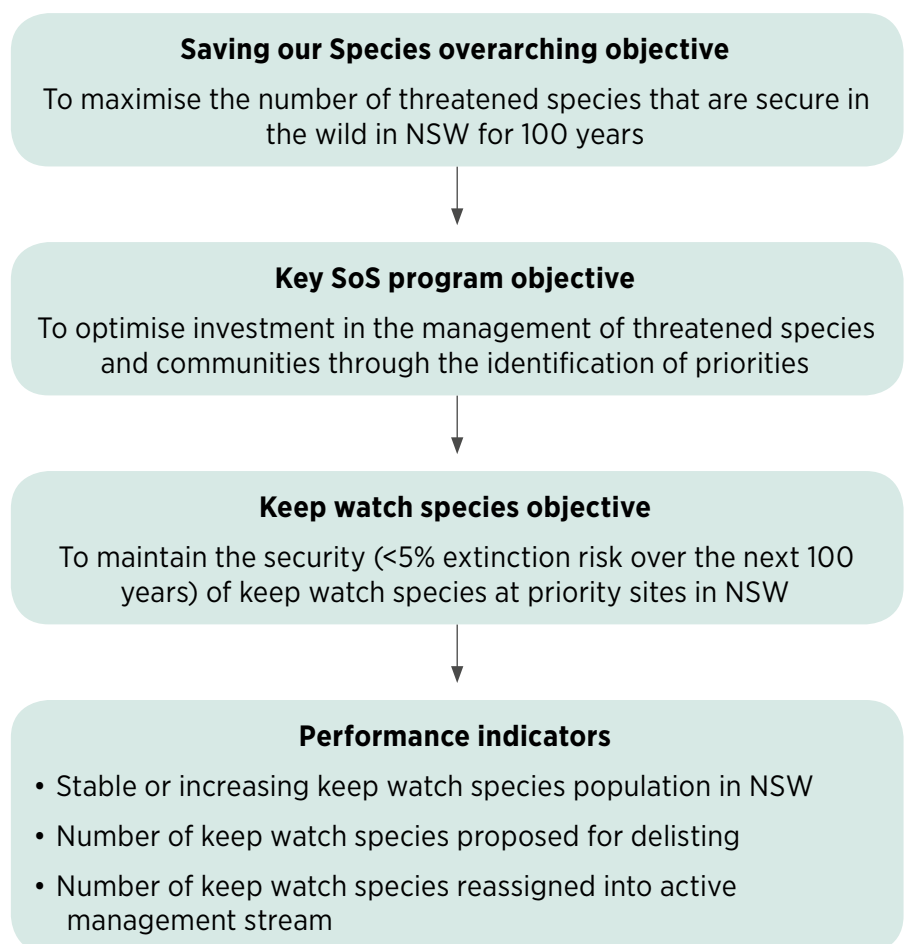 Saving our Species overarching objective
To maximise the number of threatened species that are secure in
the wild in NSW for 100 years
Key SoS program objective
To optimise investment in the management of threatened species
and communities through the identification of priorities
Keep watch species objective
To maintain the security (<5% extinction risk over the next 100
years) of keep watch species at priority sites in NSW
Performance indicators
• Stable or increasing keep watch species population in NSW
• Number of keep watch species proposed for delisting
• Number of keep watch species reassigned into active
management stream